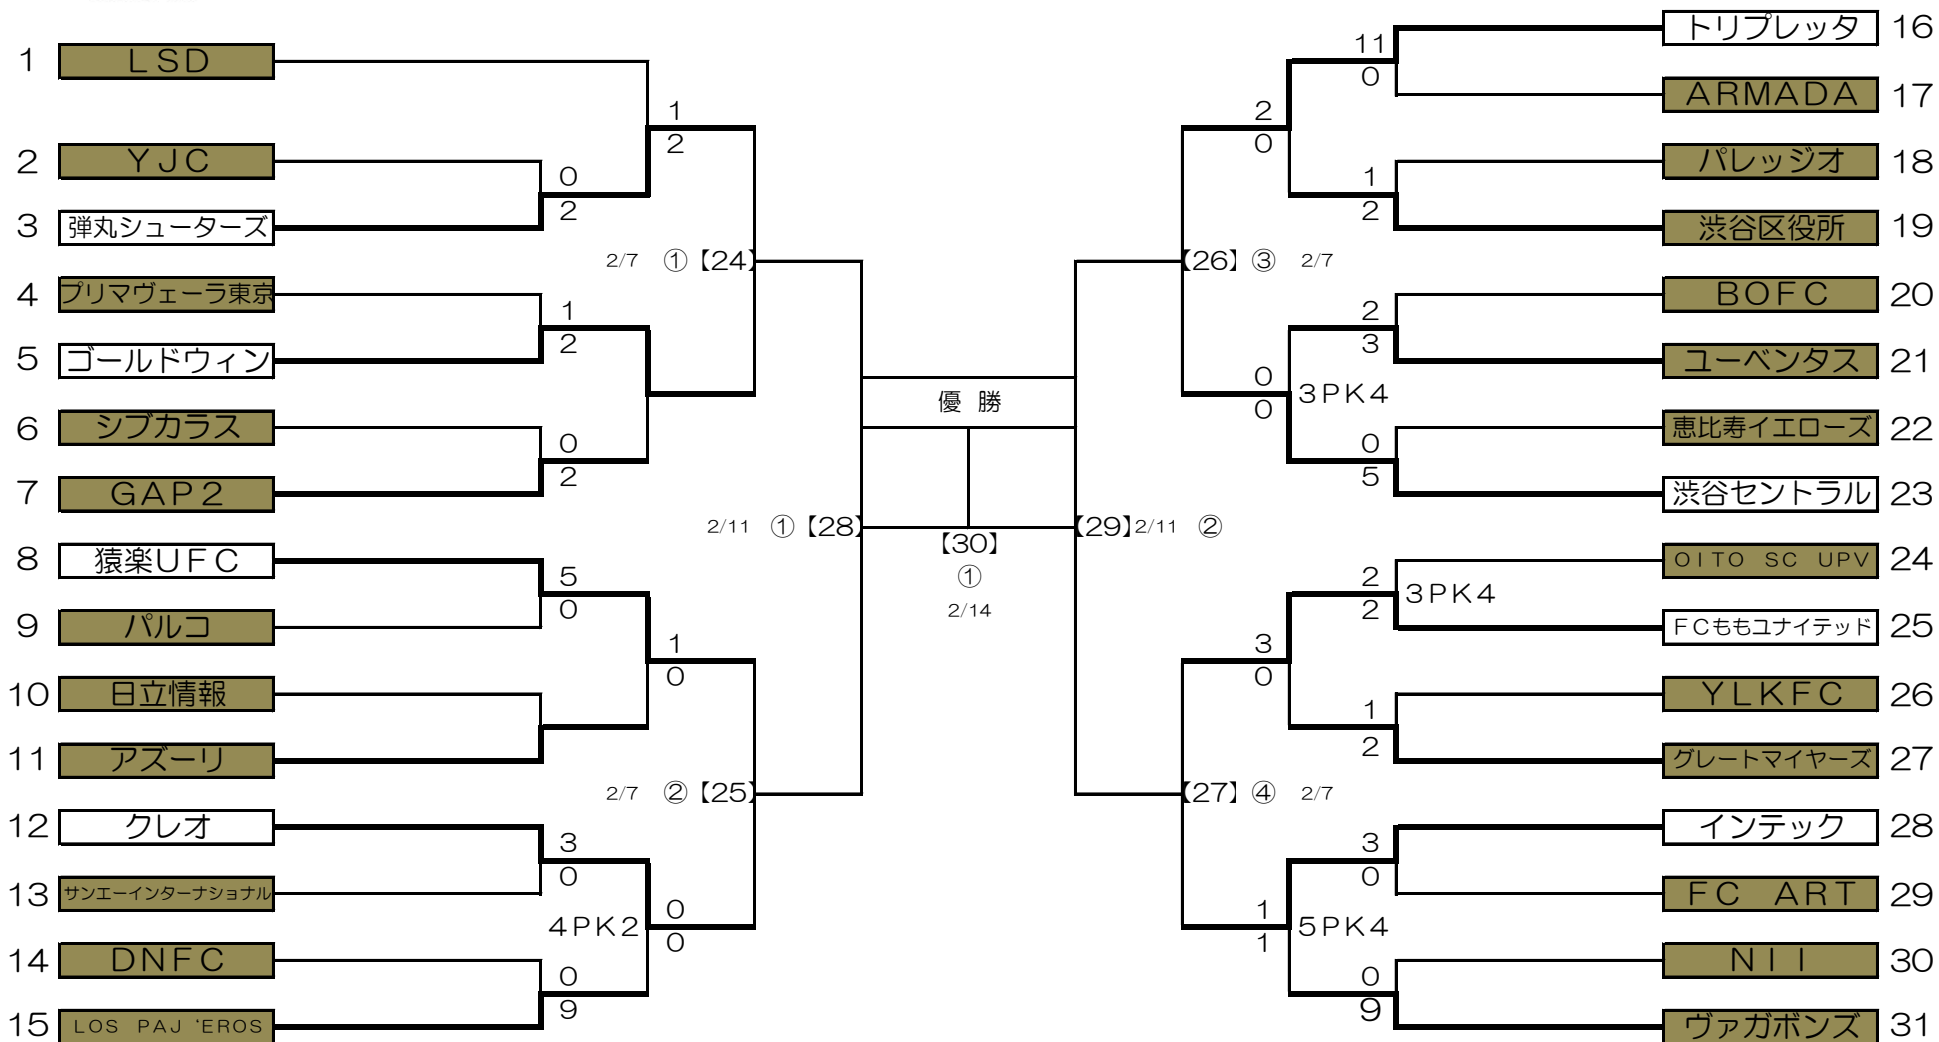 1 ＬＳＤ
1
2
2 ＹＪＣ
0
2
3 弾丸シューターズ
2/7 ① 【24】
4 プリマヴェーラ東京
1
2
5 ゴールドウィン
6 シブカラス
0
2
7 ＧＡＰ２
2/11 ① 【28】
8 猿楽ＵＦＣ
5
0
9 パルコ
1
0
10 日立情報
11 アズーリ
2/7 ② 【25】
12 クレオ
3
0
13 サンエーインターナショナル
4ＰＫ2
0
0
14 ＤＮＦＣ
0
9
15 ＬＯＳ　ＰＡＪ‘ＥＲＯＳ
優 勝
【30】
①
2/14
トリプレッタ 16
11
0
ＡＲＭＡＤＡ 17
2
0
パレッジオ 18
1
2
渋谷区役所 19
【26】 ③ 2/7
ＢＯＦＣ 20
2
3
ユーベンタス 21
0
0
3ＰＫ4
恵比寿イエローズ 22
0
5
渋谷セントラル 23
【29】 2/11 ②
ＯＩＴＯ　ＳＣ　ＵＰＶ 24
2
2
3ＰＫ4
ＦＣももユナイテッド 25
3
0
ＹＬＫＦＣ 26
1
2
グレートマイヤーズ 27
【27】 ④ 2/7
インテック 28
3
0
ＦＣ　ＡＲＴ 29
1
1
5ＰＫ4
ＮＩＩ 30
0
9
ヴァガボンズ 31